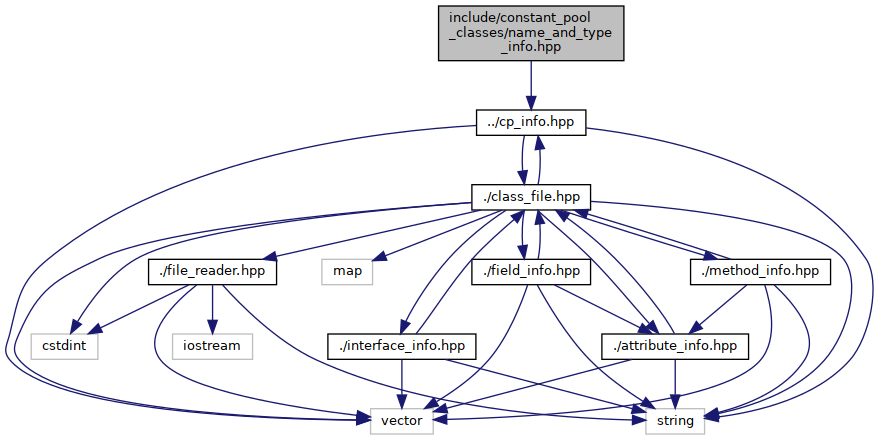 include/constant_pool
_classes/name_and_type
_info.hpp
../cp_info.hpp
./class_file.hpp
./file_reader.hpp
map
./field_info.hpp
./method_info.hpp
cstdint
iostream
./interface_info.hpp
./attribute_info.hpp
vector
string